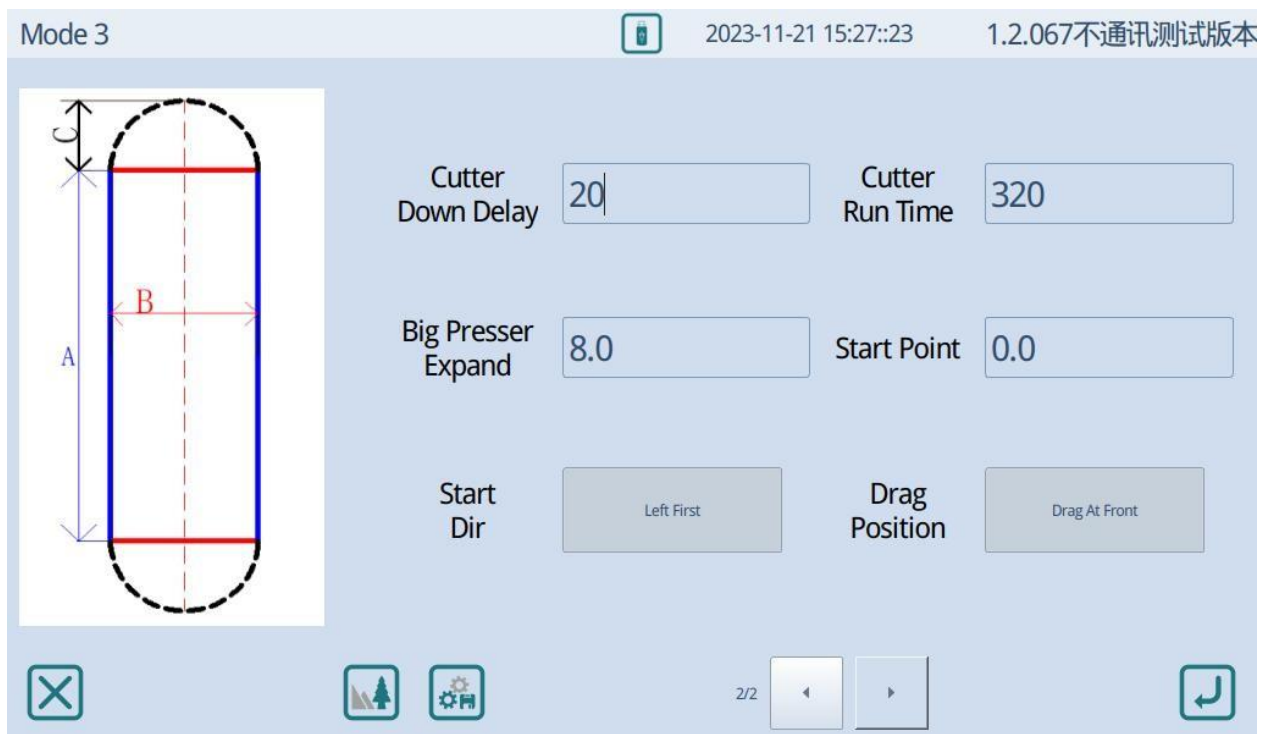 Mode 3
2023-11-21 15:27::23
1.2.067不通讯测试版本
C
B
A
Cutter
Down Delay
20
Cutter
Run Time
320
Big Presser
Expand
8.0
Start Point
0.0
Start
Dir
Left First
Drag
Position
Drag At Front
2/2